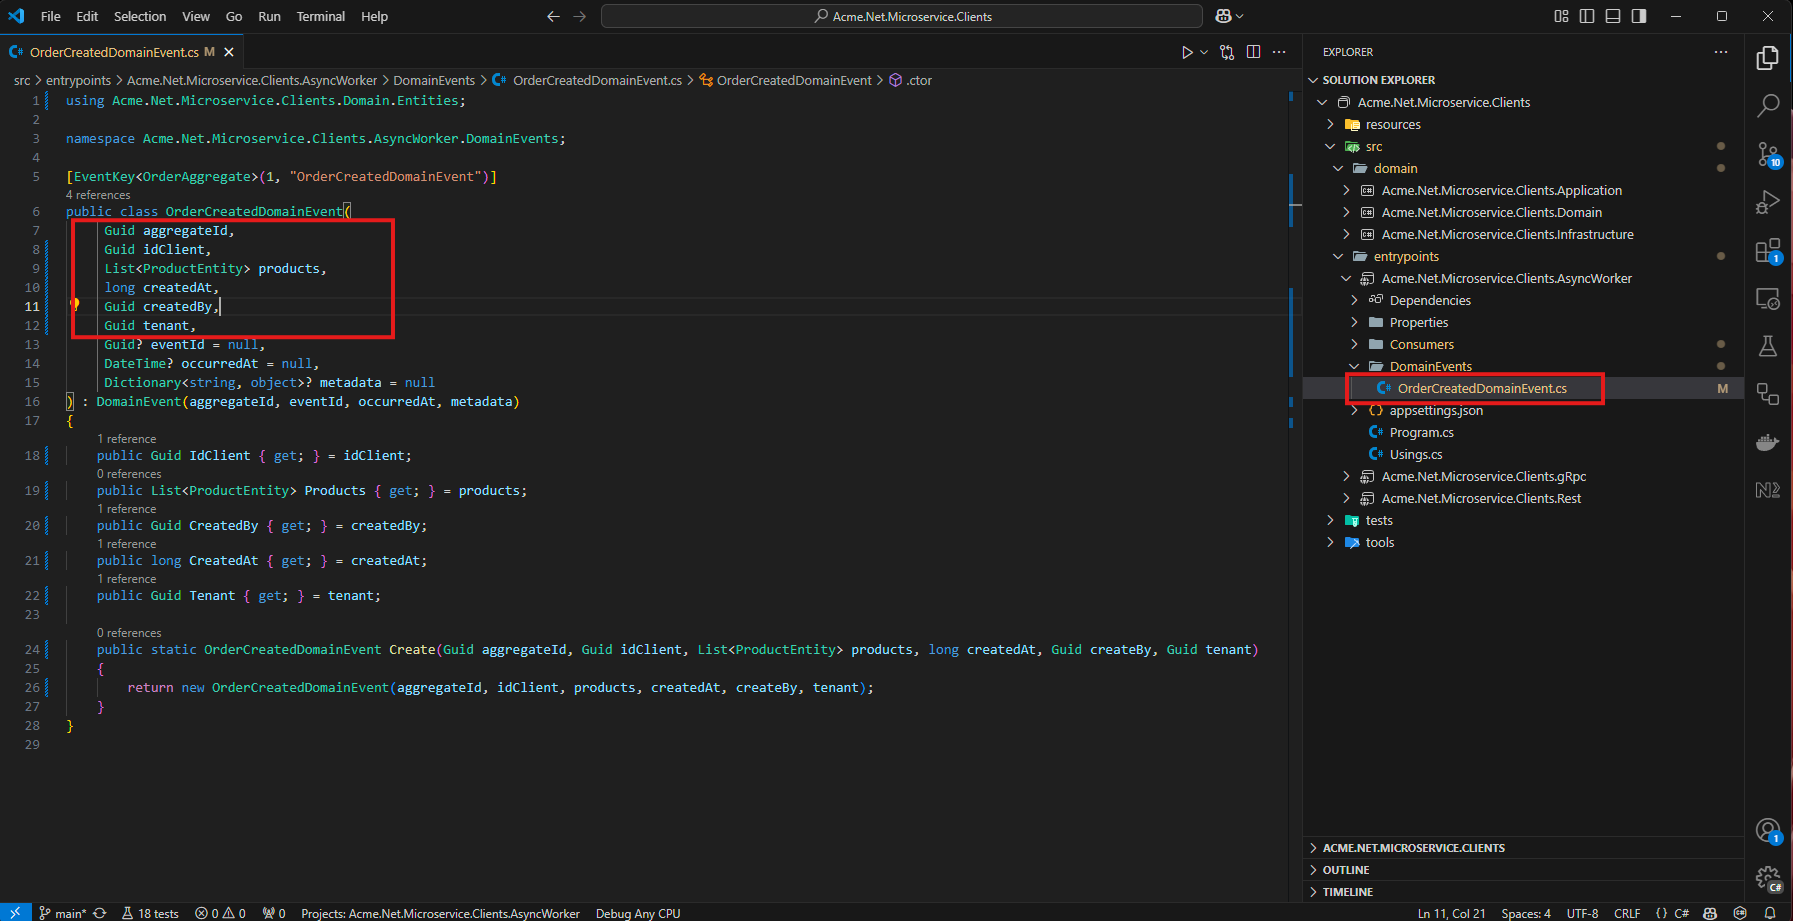 File Edit Selection View Go Run Terminal Help
Acme.Net.Microservice.Clients
OrderCreatedDomainEvent.cs M
src > entrypoints > Acme.Net.Microservice.Clients.AsyncWorker > DomainEvents > OrderCreatedDomainEvent.cs > OrderCreatedDomainEvent > .ctor
1 using Acme.Net.Microservice.Clients.Domain.Entities;
2
3 namespace Acme.Net.Microservice.Clients.AsyncWorker.DomainEvents;
4
5 [EventKey<OrderAggregate>(1, "OrderCreatedDomainEvent")]
4 references
6 public class OrderCreatedDomainEvent(
7 Guid aggregateId,
8 Guid idClient,
9 List<ProductEntity> products,
10 long createdAt,
11 Guid createdBy,
12 Guid tenant,
13 Guid? eventId = null,
14 DateTime? occurredAt = null,
15 Dictionary<string, object>? metadata = null
16 ) : DomainEvent(aggregateId, eventId, occurredAt, metadata)
17 {
1 reference
18 public Guid IdClient { get; } = idClient;
0 references
19 public List<ProductEntity> Products { get; } = products;
1 reference
20 public Guid CreatedBy { get; } = createdBy;
1 reference
21 public long CreatedAt { get; } = createdAt;
1 reference
22 public Guid Tenant { get; } = tenant;
23
0 references
24 public static OrderCreatedDomainEvent Create(Guid aggregateId, Guid idClient, List<ProductEntity> products, long createdAt, Guid createBy, Guid tenant)
25 {
26 return new OrderCreatedDomainEvent(aggregateId, idClient, products, createdAt, createBy, tenant);
27 }
28 }
29
EXPLORER
SOLUTION EXPLORER
Acme.Net.Microservice.Clients
resources
src
domain
Acme.Net.Microservice.Clients.Application
Acme.Net.Microservice.Clients.Domain
Acme.Net.Microservice.Clients.Infrastructure
entrypoints
Acme.Net.Microservice.Clients.AsyncWorker
Dependencies
Properties
Consumers
DomainEvents
OrderCreatedDomainEvent.cs M
appsettings.json
Program.cs
Usings.cs
Acme.Net.Microservice.Clients.gRpc
Acme.Net.Microservice.Clients.Rest
tests
tools
ACME.NET.MICROSERVICE.CLIENTS
OUTLINE
TIMELINE
10
1
1
C#
main* 18 tests 0 0 0 Projects: Acme.Net.Microservice.Clients.AsyncWorker Debug Any CPU
Ln 11, Col 21 Spaces: 4 UTF-8 CRLF { } C#